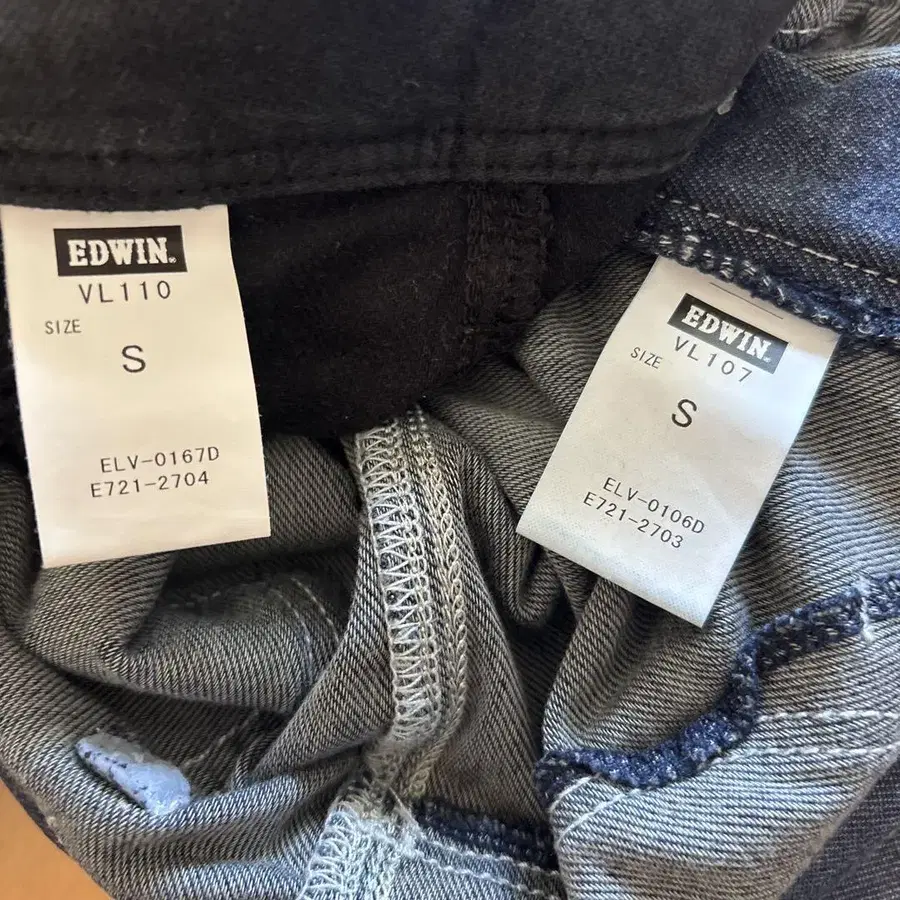 EDWIN.
VL110
SIZE
S
ELV-0167D
E721-2704
EDWIN.
VL107
SIZE
S
ELV-0106D
E721-2703